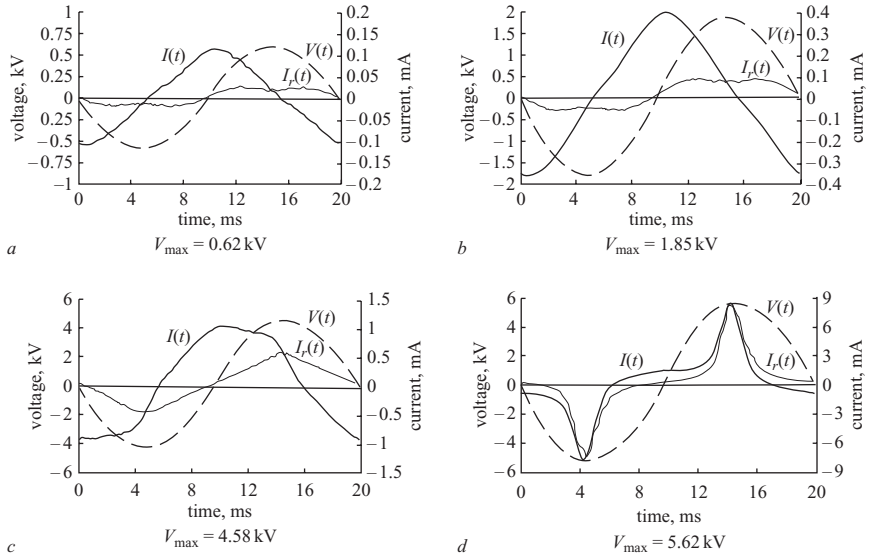 1
0.75
0.5
0.25
0
0.25
−0.5
−0.75
−1
voltage, kV
0.2
0.15
0.1
0.05
0
−0.05
−0.1
−0.15
−0.2
current, mA
I(t)
V(t)
I_r(t)
0 4 8 12 16 20
time, ms
a
V_max = 0.62 kV
2
1.5
1
0.5
0
−0.5
−1
−1.5
−2
voltage, kV
0.4
0.3
0.2
0.1
0
−0.1
−0.2
−0.3
−0.4
current, mA
I(t)
V(t)
I_r(t)
0 4 8 12 16 20
time, ms
b
V_max = 1.85 kV
6
4
2
0
−2
−4
−6
voltage, kV
1.5
1
0.5
0
−0.5
−1
−1.5
current, mA
I(t)
V(t)
I_r(t)
0 4 8 12 16 20
time, ms
c
V_max = 4.58 kV
6
4
2
0
−2
−4
−6
voltage, kV
9
6
3
0
−3
−6
−9
current, mA
I(t)
V(t)
I_r(t)
0 4 8 12 16 20
time, ms
d
V_max = 5.62 kV